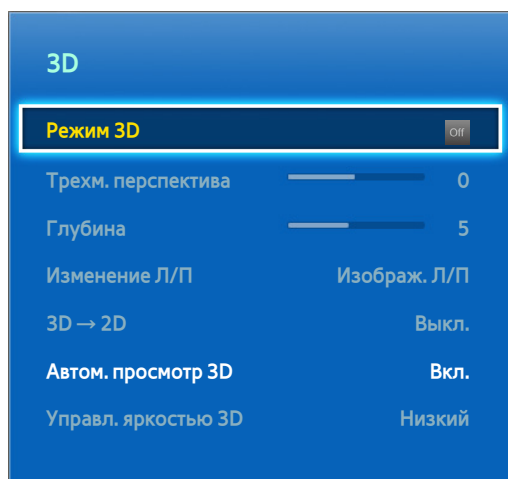 3D
Режим 3D Off
Трехм. перспектива 0
Глубина 5
Изменение Л/П Изображ. Л/П
3D → 2D Выкл.
Автом. просмотр 3D Вкл.
Управл. яркостью 3D Низкий